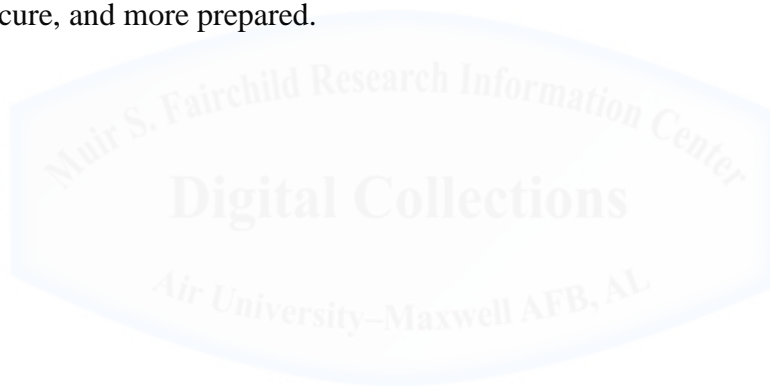 cure, and more prepared.
Muir S. Fairchild Research Information Center
Digital Collections
Air University–Maxwell AFB, AL